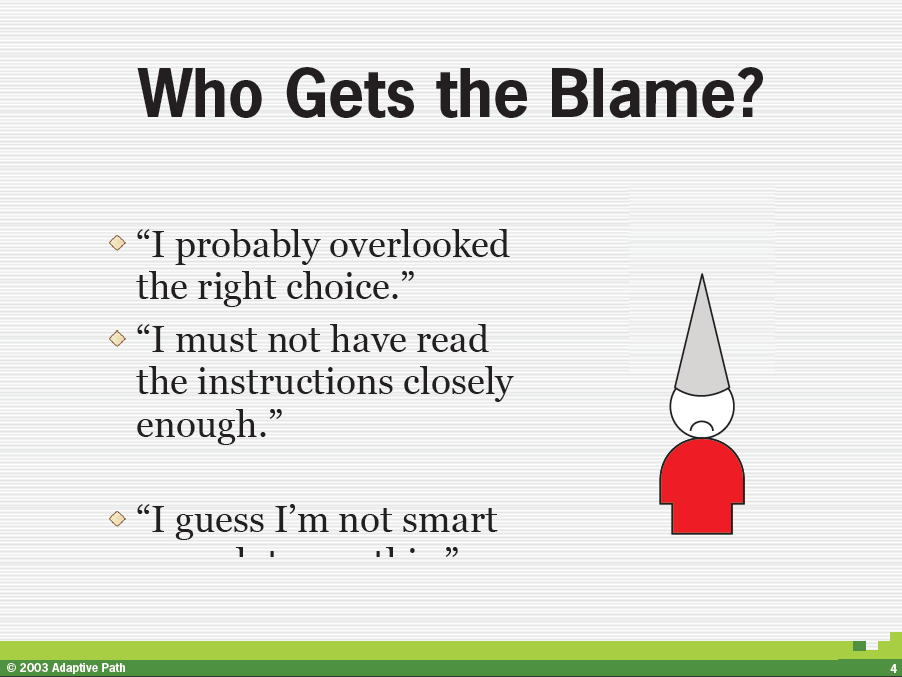 Who Gets the Blame?
“I probably overlooked
the right choice.”
“I must not have read
the instructions closely
enough.”
“I guess I’m not smart
© 2003 Adaptive Path
4